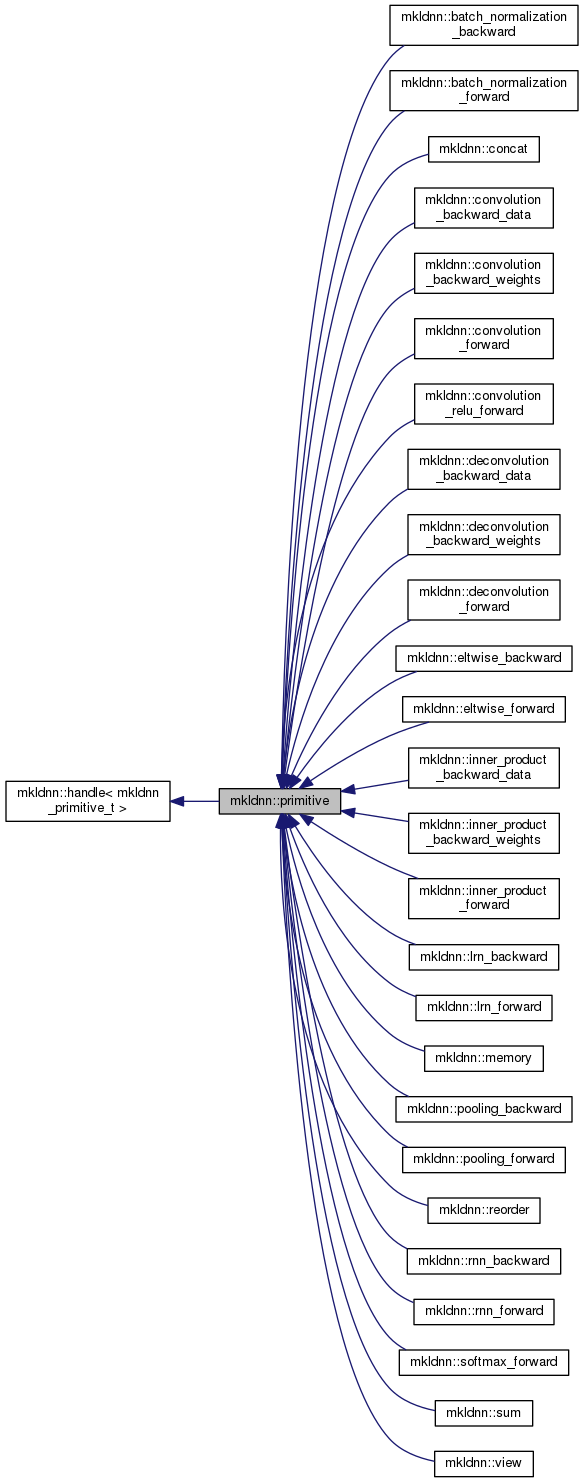 mkldnn::batch_normalization
_backward
mkldnn::batch_normalization
_forward
mkldnn::concat
mkldnn::convolution
_backward_data
mkldnn::convolution
_backward_weights
mkldnn::convolution
_forward
mkldnn::convolution
_relu_forward
mkldnn::deconvolution
_backward_data
mkldnn::deconvolution
_backward_weights
mkldnn::deconvolution
_forward
mkldnn::eltwise_backward
mkldnn::eltwise_forward
mkldnn::handle< mkldnn
_primitive_t >
mkldnn::primitive
mkldnn::inner_product
_backward_data
mkldnn::inner_product
_backward_weights
mkldnn::inner_product
_forward
mkldnn::lrn_backward
mkldnn::lrn_forward
mkldnn::memory
mkldnn::pooling_backward
mkldnn::pooling_forward
mkldnn::reorder
mkldnn::rnn_backward
mkldnn::rnn_forward
mkldnn::softmax_forward
mkldnn::sum
mkldnn::view